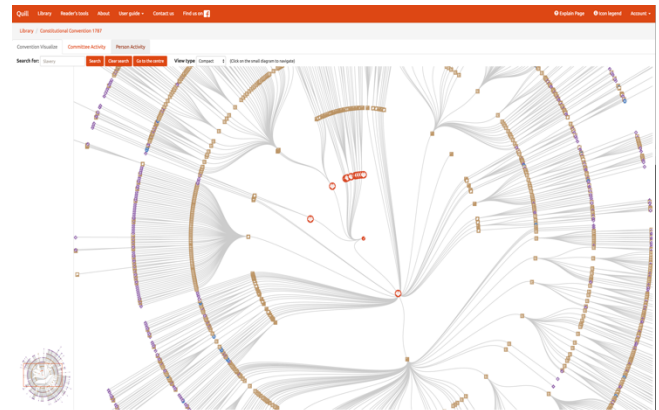 Quill Library Reader's tools About User guide Contact us Find us on f Explain Page Icon legend Account
Library / Constitutional Convention 1787
Convention Visualize Committee Activity Person Activity
Search for: Slavery Search Clear search Go to the centre View type Compact (Click on the small diagram to navigate)